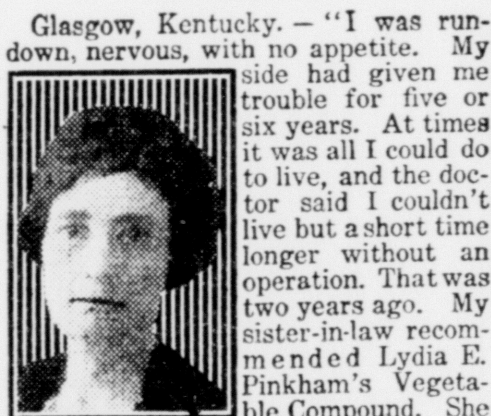 Glasgow, Kentucky. — "I was run-
down, nervous, with no appetite. My
side had given me
trouble for five or
six years. At times
it was all I could do
to live, and the doc-
tor said I couldn't
live but a short time
longer without an
operation. That was
two years ago. My
sister-in-law recom-
mended Lydia E.
Pinkham's Vegeta-
ble Compound. She